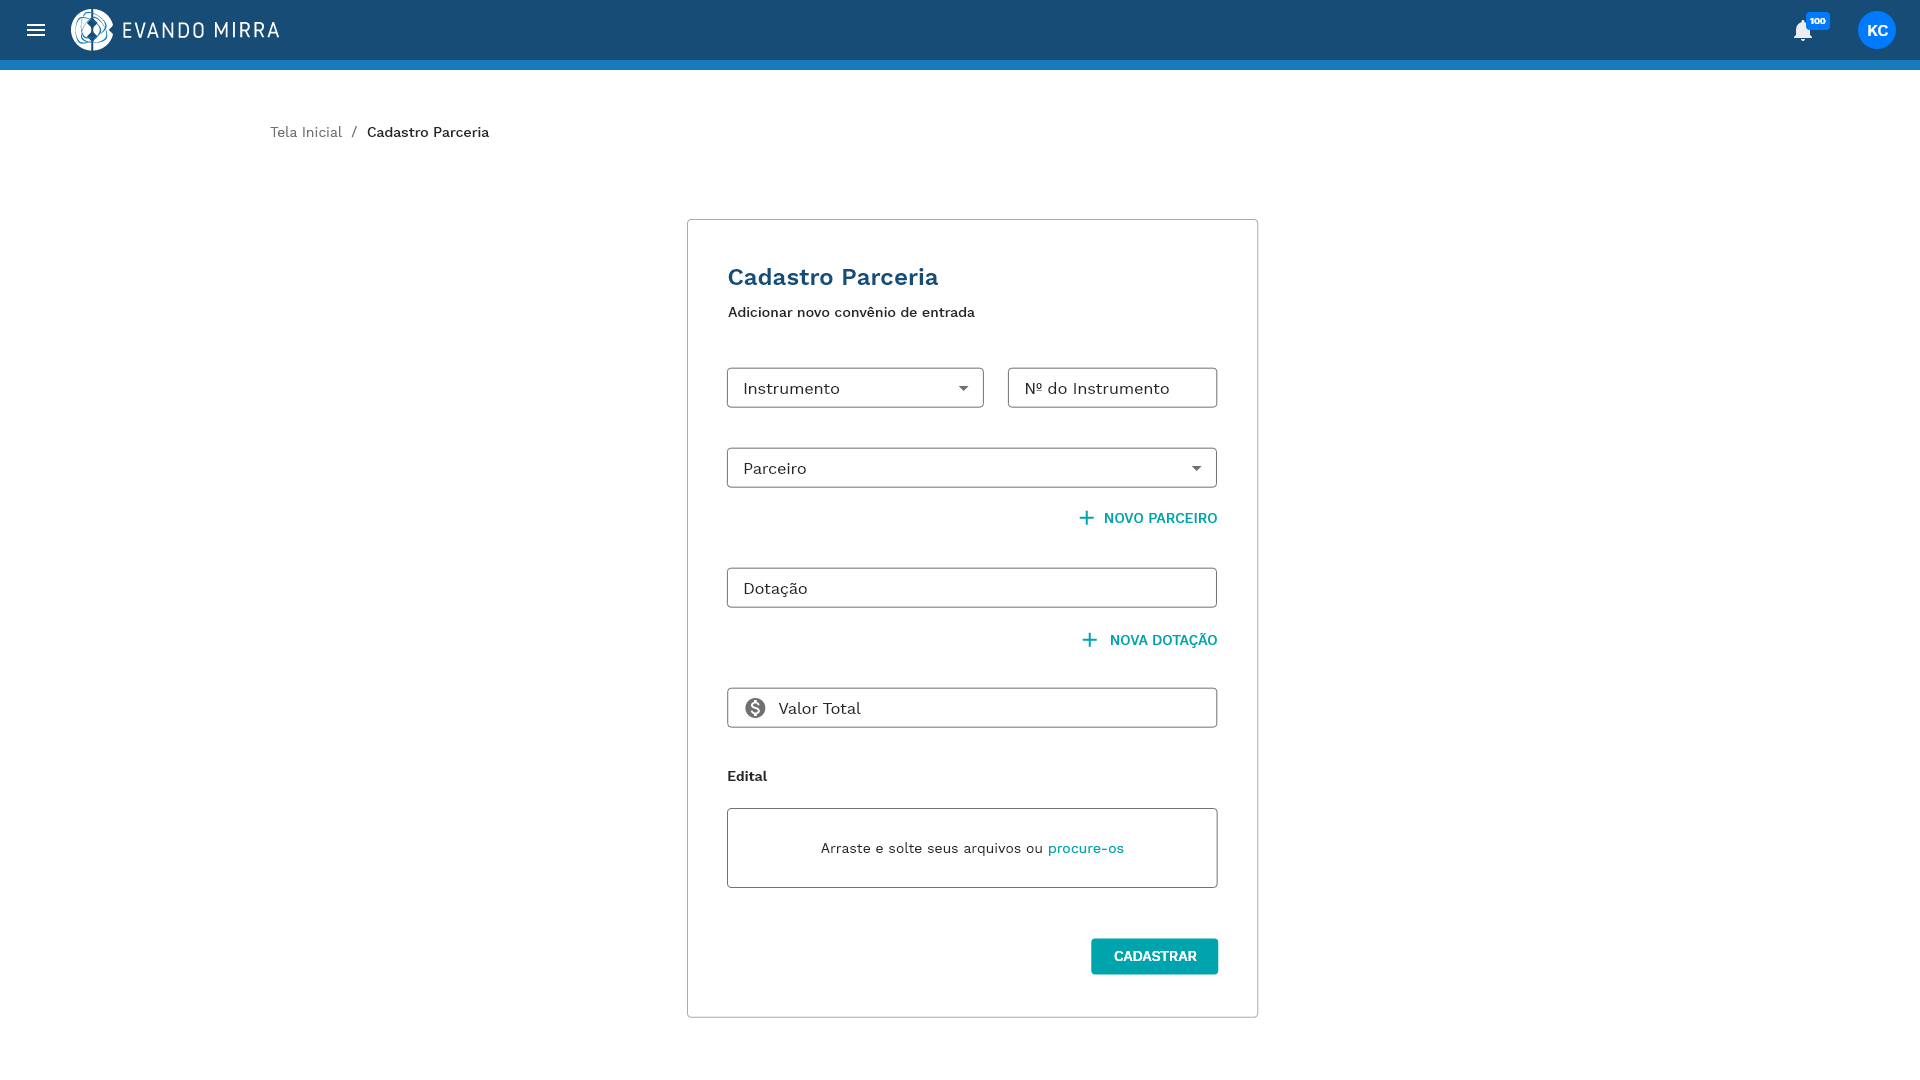 EVANDO MIRRA
100
KC
Tela Inicial / Cadastro Parceria
Cadastro Parceria
Adicionar novo convênio de entrada
Instrumento
Nº do Instrumento
Parceiro
NOVO PARCEIRO
Dotação
NOVA DOTAÇÃO
Valor Total
Edital
Arraste e solte seus arquivos ou procure-os
CADASTRAR